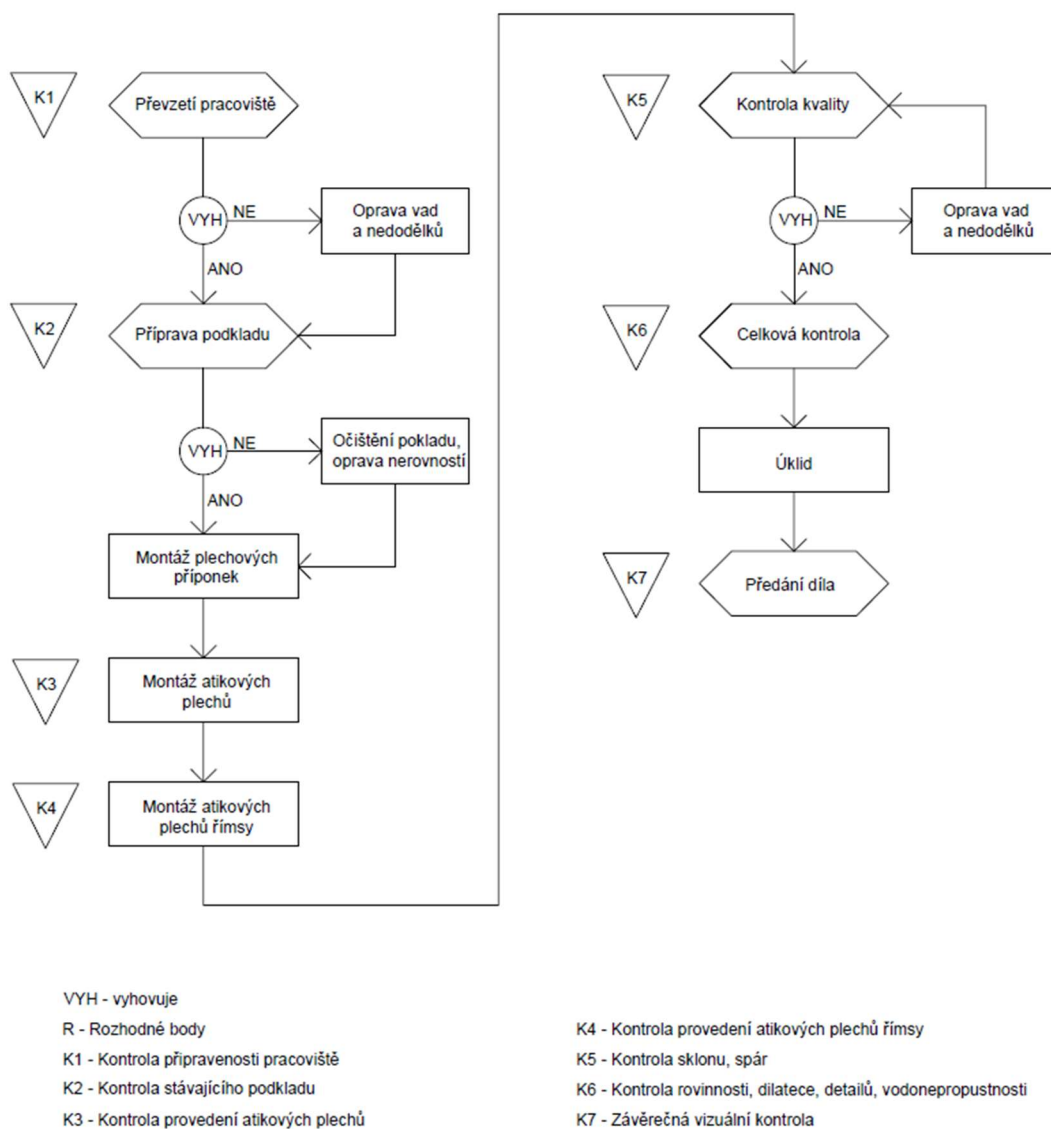 K1
Převzetí pracoviště
VYH
NE
Oprava vad
a nedodělků
ANO
K2
Příprava podkladu
VYH
NE
Očištění pokladu,
oprava nerovností
ANO
Montáž plechových
příponek
K3
Montáž atikových
plechů
K4
Montáž atikových
plechů římsy
K5
Kontrola kvality
VYH
NE
Oprava vad
a nedodělků
ANO
K6
Celková kontrola
Úklid
K7
Předání díla
VYH - vyhovuje
R - Rozhodné body
K1 - Kontrola připravenosti pracoviště
K2 - Kontrola stávajícího podkladu
K3 - Kontrola provedení atikových plechů
K4 - Kontrola provedení atikových plechů římsy
K5 - Kontrola sklonu, spár
K6 - Kontrola rovinnosti, dilatece, detailů, vodonepropustnosti
K7 - Závěrečná vizuální kontrola